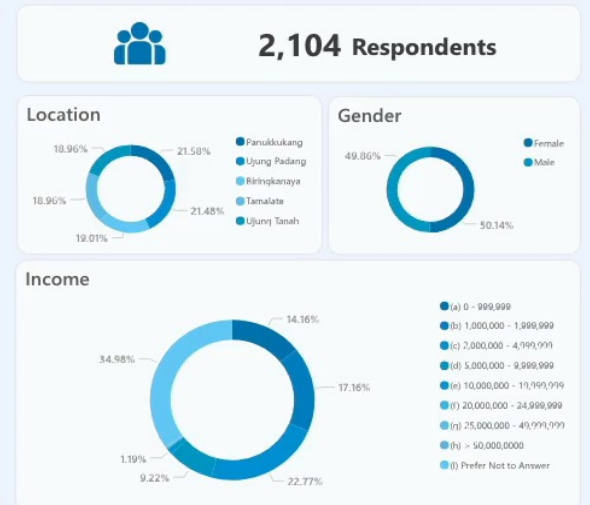 2,104 Respondents
Location
18.96%
21.58%
18.96%
21.48%
19.01%
Panukkukang
Ujung Padang
Biringkanaya
Tamalate
Ujung Tanah
Gender
49.86%
50.14%
Female
Male
Income
14.16%
34.98%
17.16%
1.19%
9.22%
22.77%
(a) 0 - 999,999
(b) 1,000,000 - 1,999,999
(c) 2,000,000 - 4,999,999
(d) 5,000,000 - 9,999,999
(e) 10,000,000 - 19,999,999
(f) 20,000,000 - 24,999,999
(g) 25,000,000 - 49,999,999
(h) > 50,000,0000
(I) Prefer Not to Answer